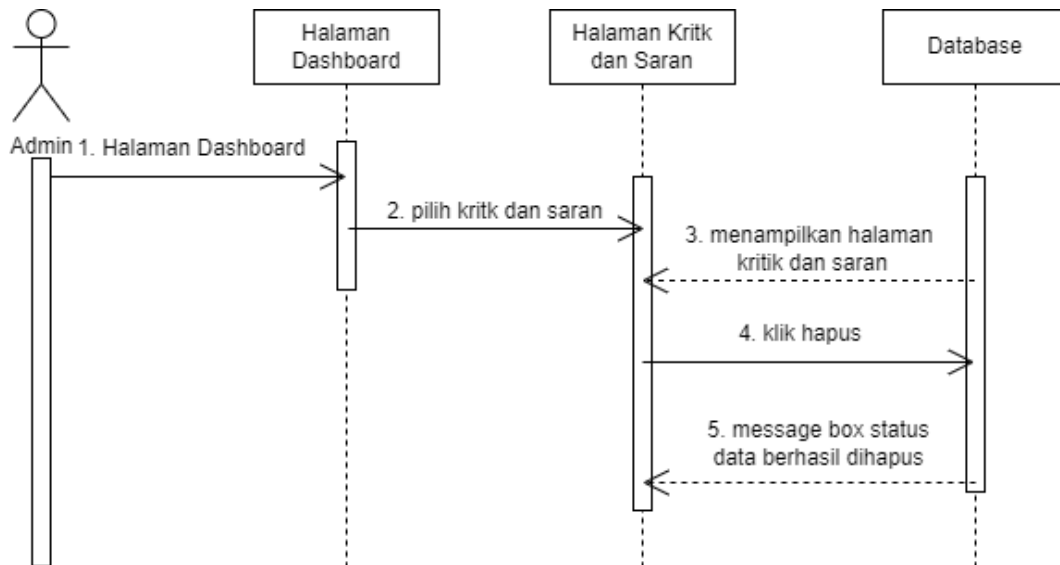 Halaman
Dashboard
Halaman Kritk
dan Saran
Database
Admin
1. Halaman Dashboard
2. pilih kritk dan saran
3. menampilkan halaman
kritik dan saran
4. klik hapus
5. message box status
data berhasil dihapus